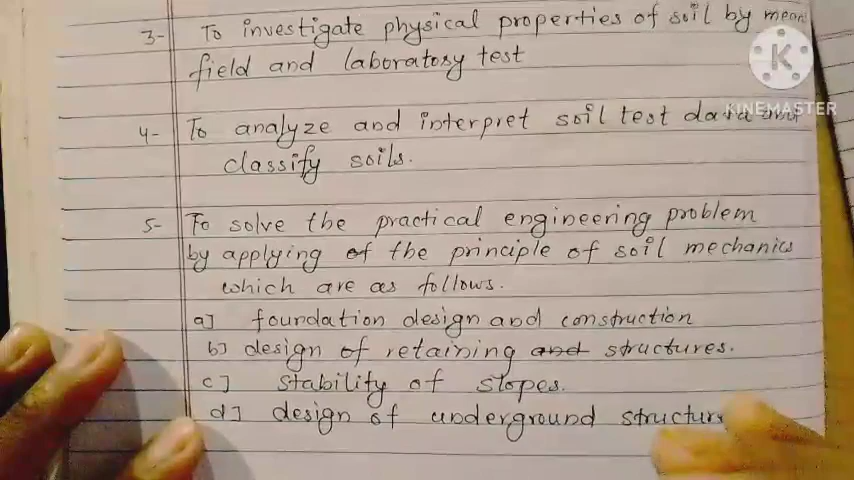 3- To investigate physical properties of soil by mean
field and laboratory test
4- To analyze and interpret soil test data and
classify soils.
5- To solve the practical engineering problem
by applying of the principle of soil mechanics
which are as follows.
a] foundation design and construction
b] design of retaining and structures.
c] stability of slopes.
d] design of underground structur
K
KINEMASTER